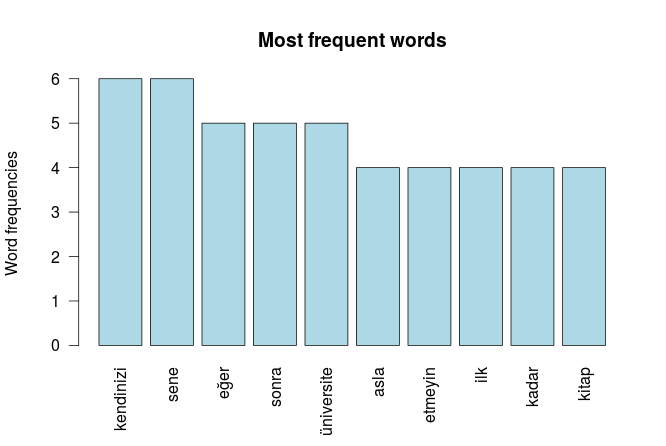 Most frequent words
Word frequencies
6
5
4
3
2
1
0
kendinizi
sene
eğer
sonra
üniversite
asla
etmeyin
ilk
kadar
kitap